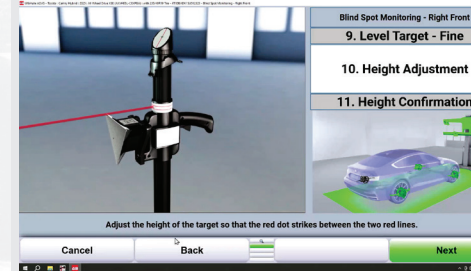 Blind Spot Monitoring - Right Front
9. Level Target - Fine
10. Height Adjustment
11. Height Confirmation
Adjust the height of the target so that the red dot strikes between the two red lines.
Cancel
Back
Next